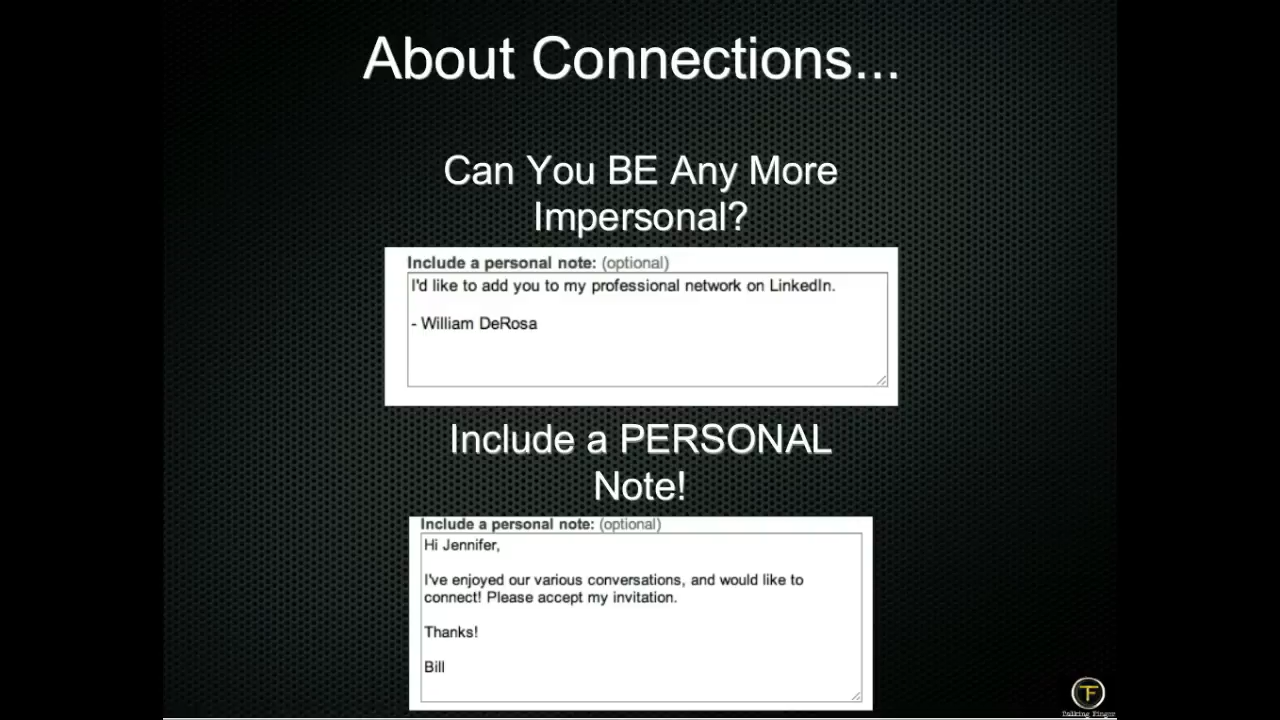 About Connections...
Can You BE Any More
Impersonal?
Include a personal note: (optional)
I'd like to add you to my professional network on LinkedIn.
- William DeRosa
Include a PERSONAL
Note!
Include a personal note: (optional)
Hi Jennifer,
I've enjoyed our various conversations, and would like to
connect! Please accept my invitation.
Thanks!
Bill
TF
Talking Finger